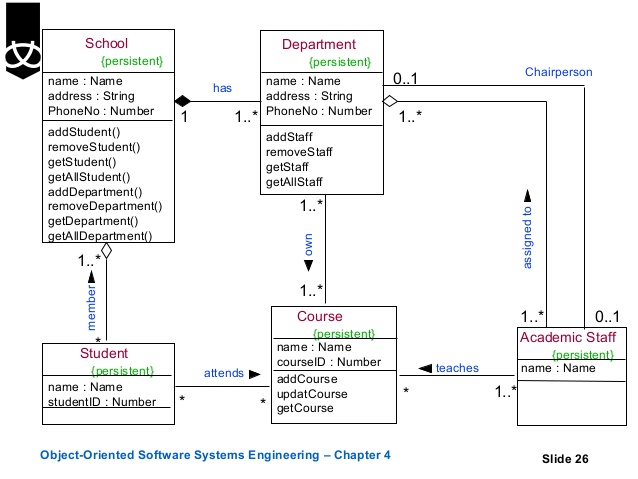 School
{persistent}
name : Name
address : String
PhoneNo : Number
addStudent()
removeStudent()
getStudent()
getAllStudent()
addDepartment()
removeDepartment()
getDepartment()
getAllDepartment()
has
1
1..*
Department
{persistent}
name : Name
address : String
PhoneNo : Number
addStaff
removeStaff
getStaff
getAllStaff
0..1
Chairperson
1..*
assigned to
1..*
0..1
1..*
own
1..*
1..*
member
*
Student
{persistent}
name : Name
studentID : Number
attends
*
*
Course
{persistent}
name : Name
courseID : Number
addCourse
updatCourse
getCourse
teaches
*
1..*
Academic Staff
{persistent}
name : Name
Object-Oriented Software Systems Engineering – Chapter 4
Slide 26